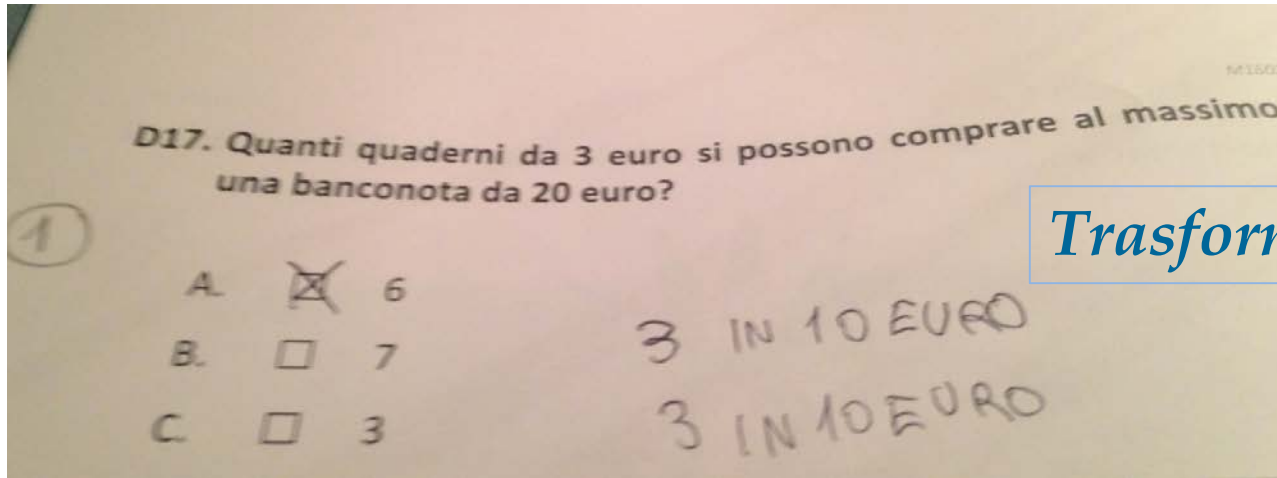 D17. Quanti quaderni da 3 euro si possono comprare al massimo
una banconota da 20 euro?
1
Trasforr
A. 6
B. 7
C. 3
3 IN 10 EURO
3 IN 10 EURO